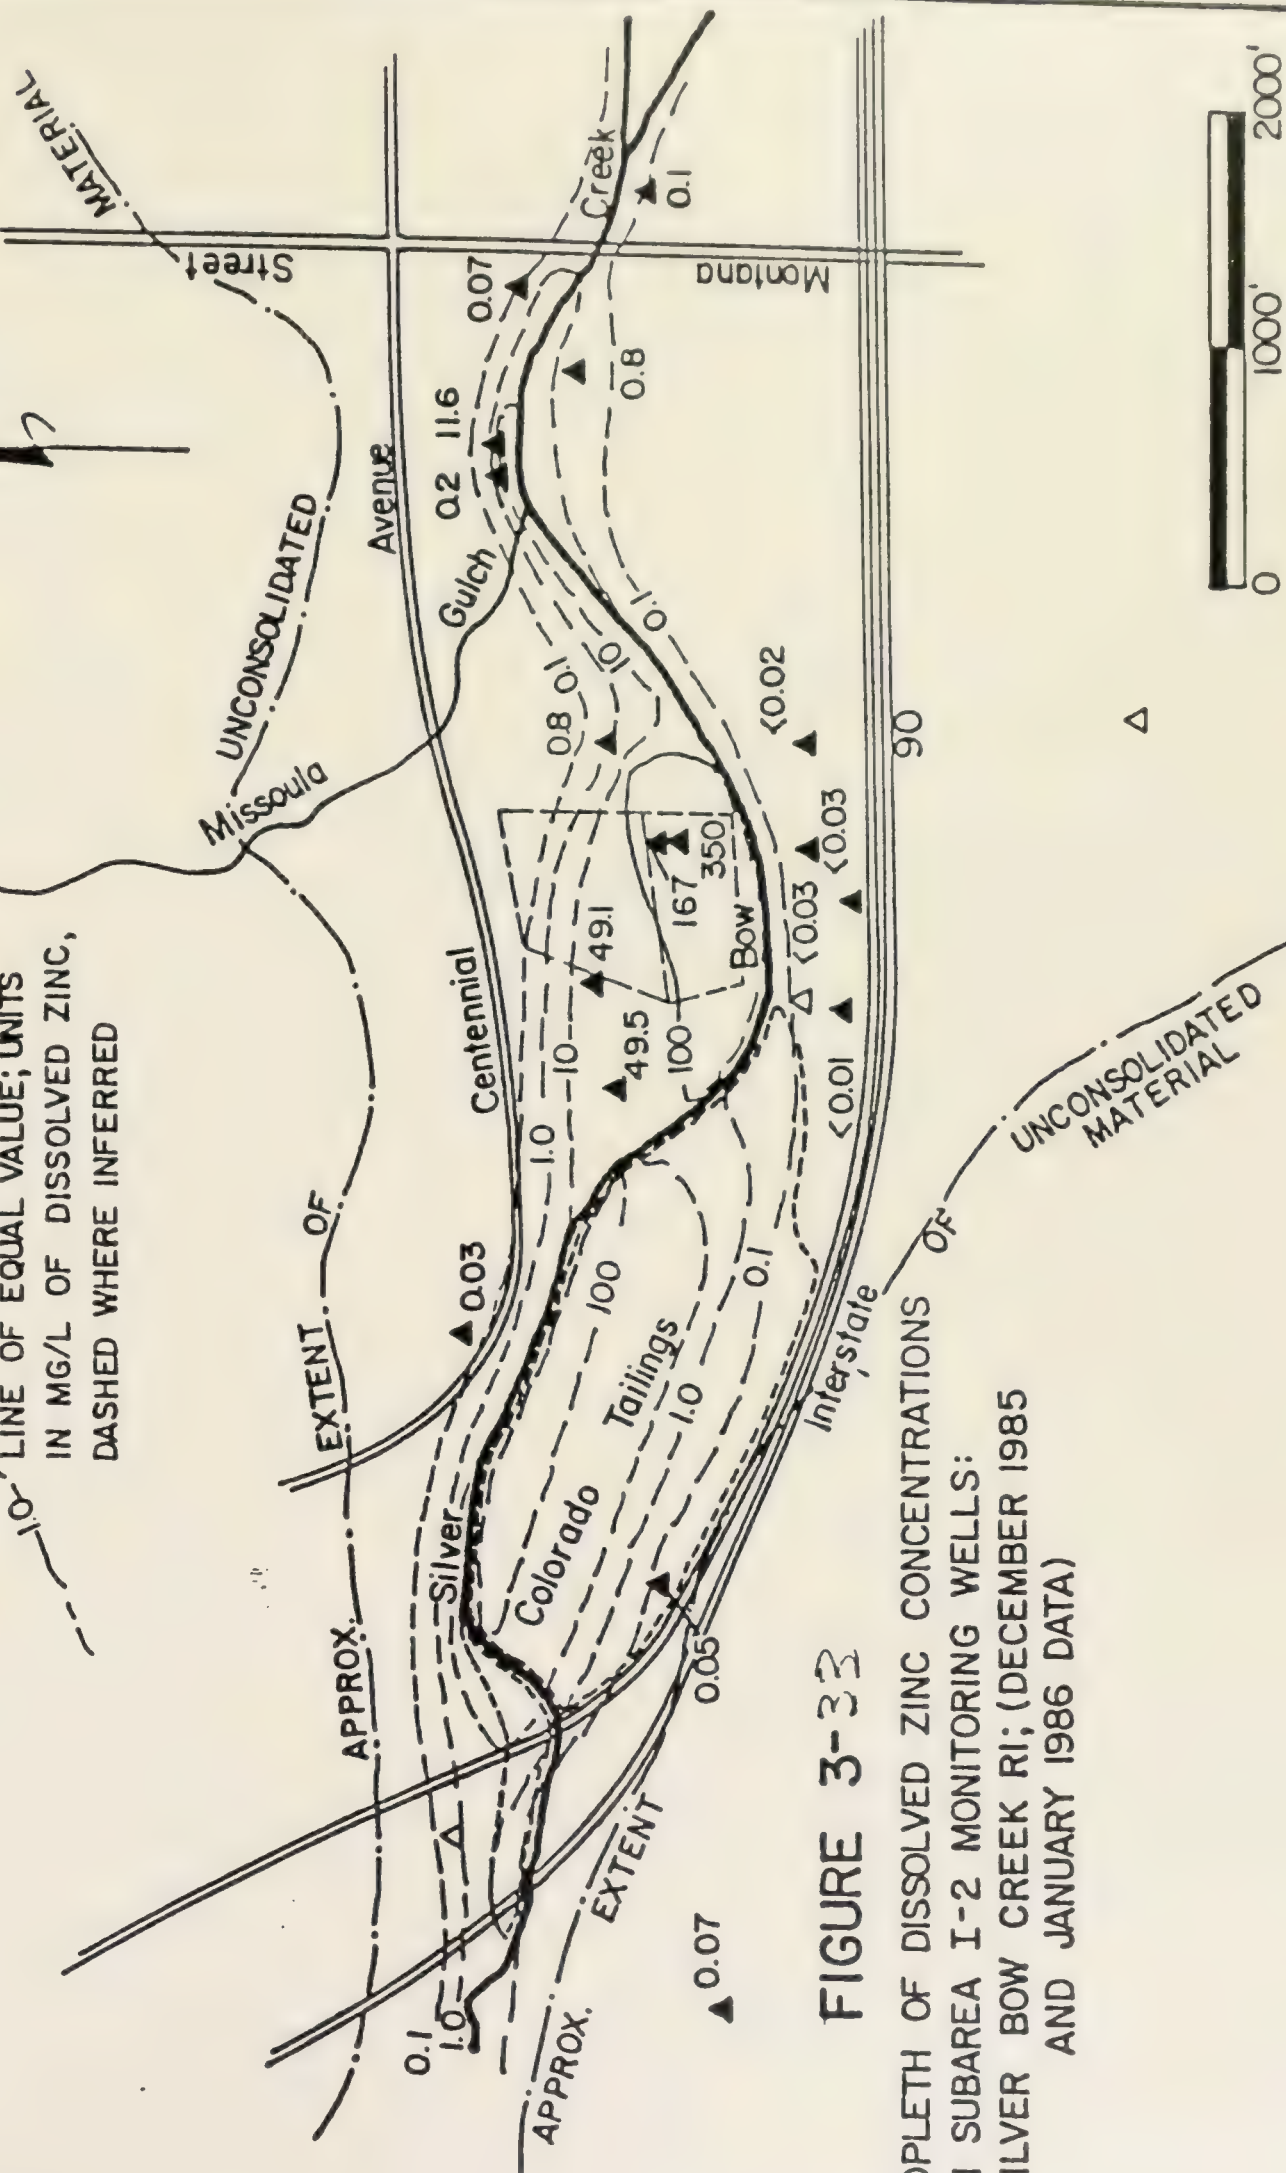 LINE OF EQUAL VALUE; UNITS
IN MG/L OF DISSOLVED ZINC,
DASHED WHERE INFERRED
1.0
MATERIAL
UNCONSOLIDATED
OF
EXTENT
APPROX.
Street
Montana
Avenue
Centennial
Missoula
Gulch
Creek
Bow
Silver
Colorado
Tailings
Interstate
90
0.1
0.07
11.6
0.2
0.8
0.1
10
0.1
0.8
<0.02
<0.03
<0.03
<0.01
350
167
49.1
49.5
100
10
1.0
0.03
100
0.1
1.0
0.05
0.07
0.1
1.0
APPROX.
EXTENT
OF
UNCONSOLIDATED
MATERIAL
0 1000' 2000'
FIGURE 3-33
OPLETH OF DISSOLVED ZINC CONCENTRATIONS
SUBAREA I-2 MONITORING WELLS:
ILVER BOW CREEK RI; (DECEMBER 1985
AND JANUARY 1986 DATA)